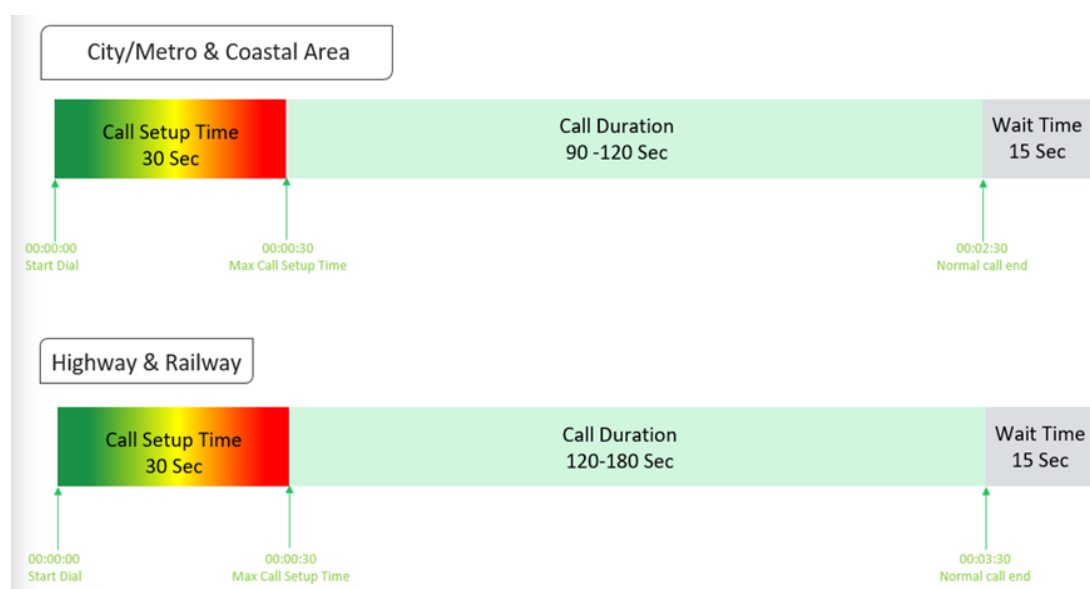 City/Metro & Coastal Area
Call Setup Time
30 Sec
Call Duration
90 -120 Sec
Wait Time
15 Sec
00:00:00
Start Dial
00:00:30
Max Call Setup Time
00:02:30
Normal call end
Highway & Railway
Call Setup Time
30 Sec
Call Duration
120-180 Sec
Wait Time
15 Sec
00:00:00
Start Dial
00:00:30
Max Call Setup Time
00:03:30
Normal call end